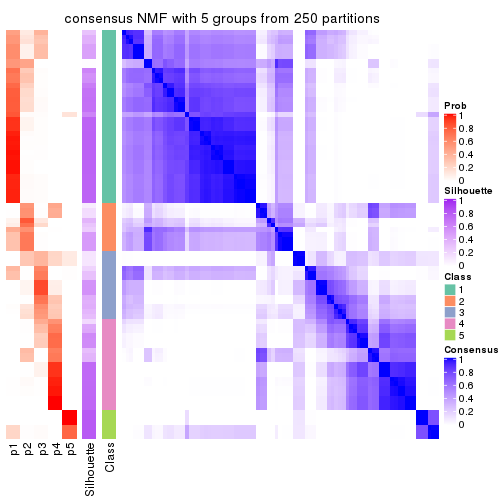 consensus NMF with 5 groups from 250 partitions
Prob
1
0.8
0.6
0.4
0.2
0
Silhouette
1
0.8
0.6
0.4
0.2
0
Class
1
2
3
4
5
Consensus
1
0.8
0.6
0.4
0.2
0
p1
p2
p3
p4
p5
Silhouette
Class